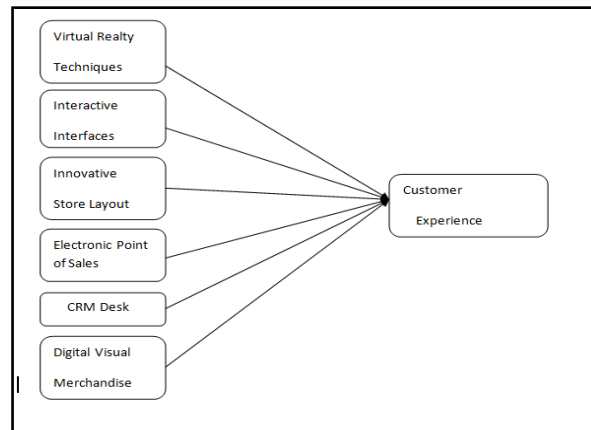 Virtual Realty
Techniques
Interactive
Interfaces
Innovative
Store Layout
Electronic Point
of Sales
CRM Desk
Digital Visual
Merchandise
Customer
Experience